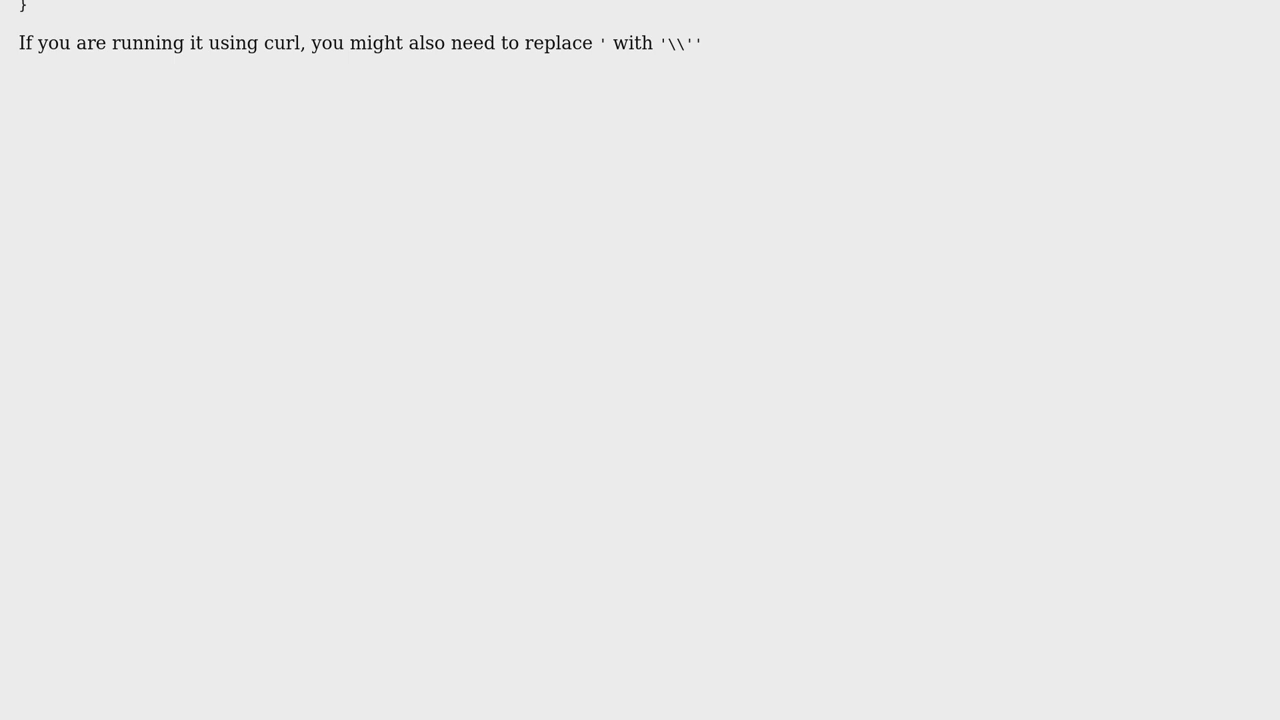 }
If you are running it using curl, you might also need to replace ' with '\\''